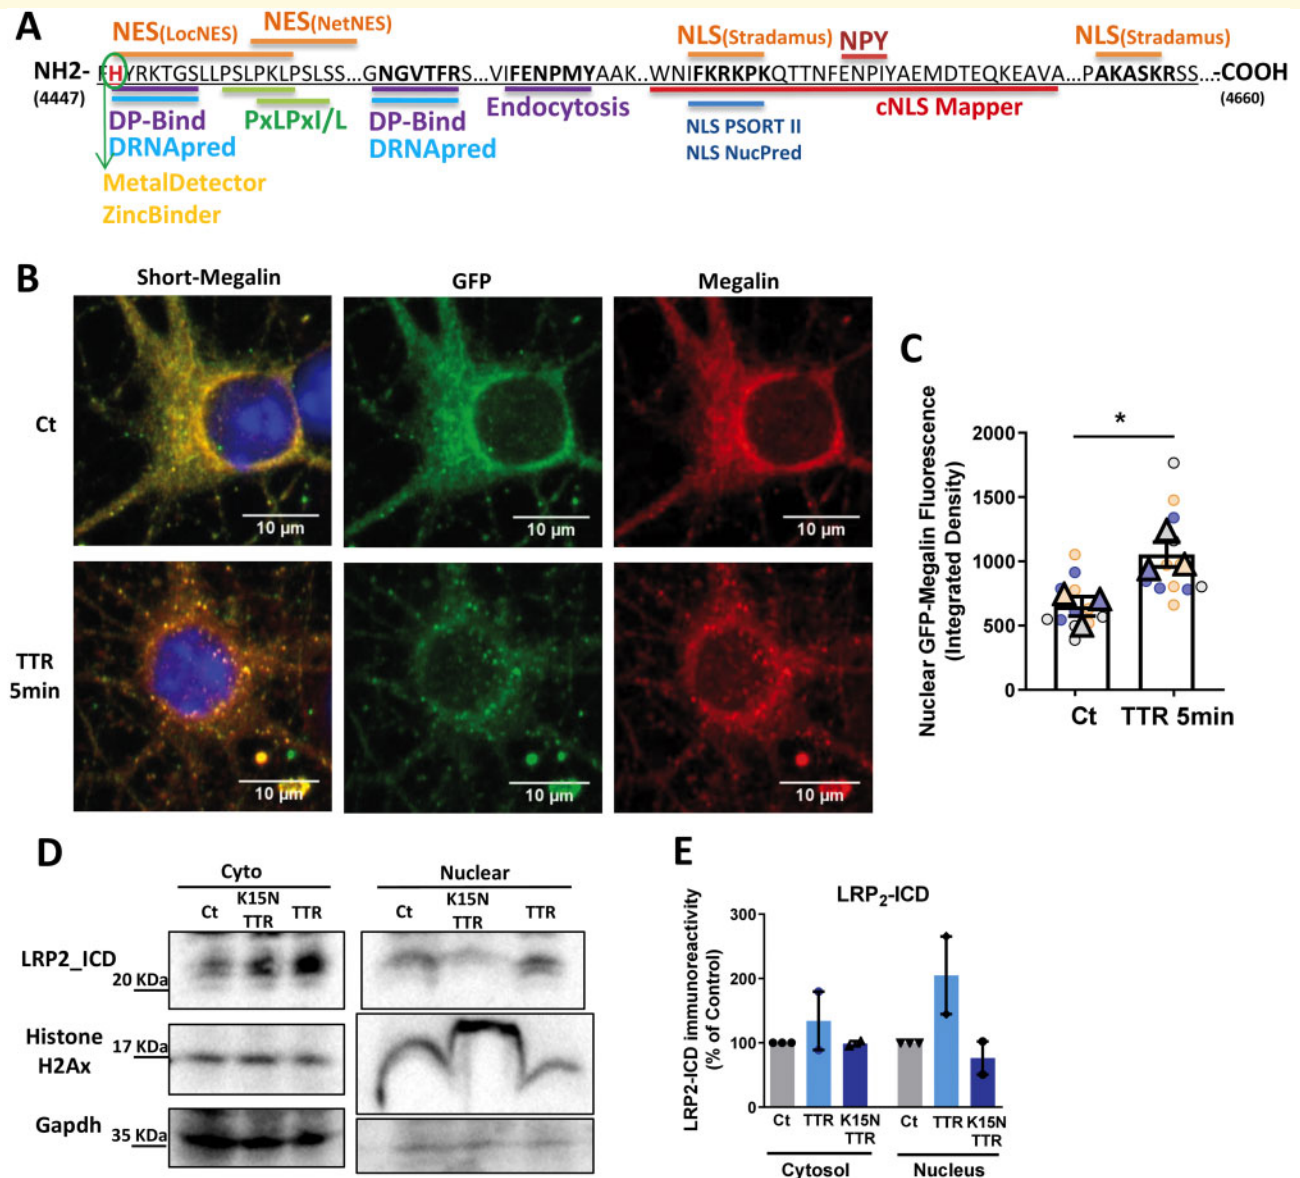 A
NES(LocNES)
NES(NetNES)
NLS(Stradamus)
NPY
NLS(Stradamus)
NH2- FHYRKTGSLLPSLPKLPSLSS...GNGVTFRS...VIFENPMYAAK..WNIFKRKPKQTTNFENPIYAEMDTEQKEAVA...PAKASKRSS...-COOH
(4447)
(4660)
DP-Bind
PxLPxI/L
DP-Bind
Endocytosis
cNLS Mapper
DRNApred
DRNApred
NLS PSORT II
NLS NucPred
MetalDetector
ZincBinder
B
Short-Megalin
GFP
Megalin
Ct
10 μm
10 μm
10 μm
TTR
5min
10 μm
10 μm
10 μm
C
Nuclear GFP-Megalin Fluorescence
(Integrated Density)
2000
1500
1000
500
0
*
Ct
TTR 5min
D
Cyto
Nuclear
Ct
K15N
TTR
TTR
Ct
K15N
TTR
TTR
LRP2_ICD
20 KDa
Histone
H2Ax
17 KDa
Gapdh
35 KDa
E
LRP2-ICD
LRP2-ICD immunoreactivity
(% of Control)
300
200
100
0
Ct
TTR
K15N
TTR
Ct
TTR
K15N
TTR
Cytosol
Nucleus